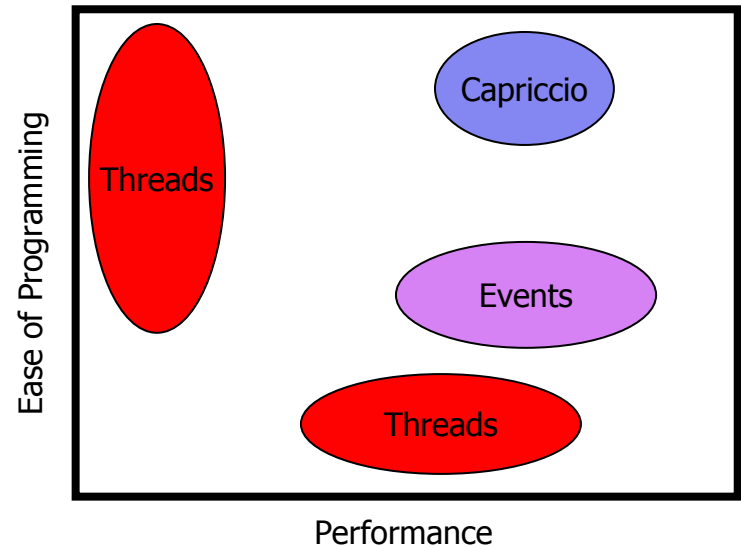 Capriccio
Threads
Ease of Programming
Events
Threads
Performance